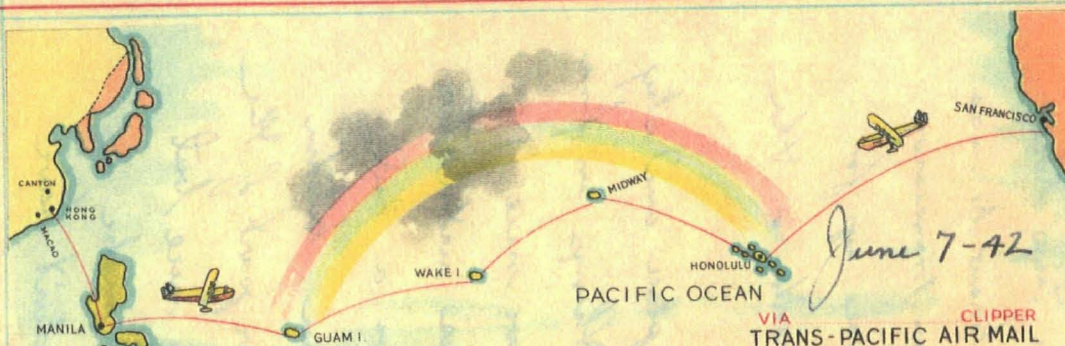 SAN FRANCISCO
CANTON
HONG
KONG
MACAO
MIDWAY
June 7-42
WAKE I.
HONOLULU
PACIFIC OCEAN
MANILA
GUAM I.
VIA CLIPPER
TRANS-PACIFIC AIR MAIL